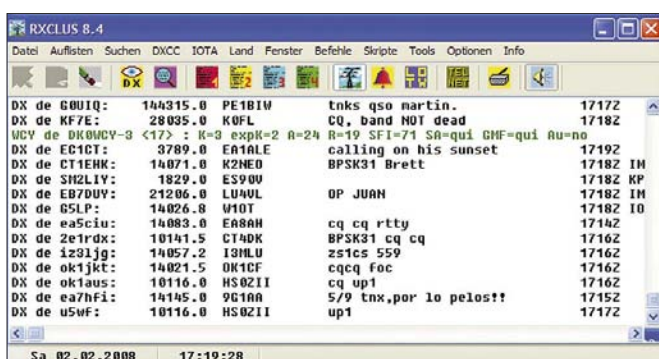 RXCLUS 8.4
Datei Auflisten Suchen DXCC IOTA Land Fenster Befehle Skripte Tools Optionen Info
DX de G0UIQ: 144315.0 PE1BIW tnks qso martin. 1717Z
DX de KF7E: 28035.0 K0FL CQ, band NOT dead 1718Z
WCY de DK0WCY-3 <17> : K=3 expK=2 A=24 R=19 SFI=71 SA=qui GMF=qui Au=no
DX de EC1CT: 3789.0 EA1ALE calling on his sunset 1719Z
DX de CT1EHK: 14071.0 K2NEO BPSK31 Brett 1718Z IM
DX de SM2LIY: 1829.0 ES9OV 1718Z KP
DX de EB7DUY: 21206.0 LU4VL OP JUAN 1718Z IM
DX de G5LP: 14026.8 W1OT 1718Z IO
DX de ea5ciu: 14083.0 EA8AH cq cq rtty 1714Z
DX de 2e1rdx: 10141.5 CT4DK BPSK31 cq cq 1716Z
DX de iz3ljg: 14057.2 I3MLU zs1cs 559 1716Z
DX de ok1jkt: 14021.5 OK1CF cqcq foc 1716Z
DX de ok1aus: 10116.0 HS0ZII cq up1 1716Z
DX de ea7hfi: 14145.0 9G1AA 5/9 tnx,por lo pelos!! 1715Z
DX de u5wf: 10116.0 HS0ZII up1 1717Z
Sa 02.02.2008 17:19:28